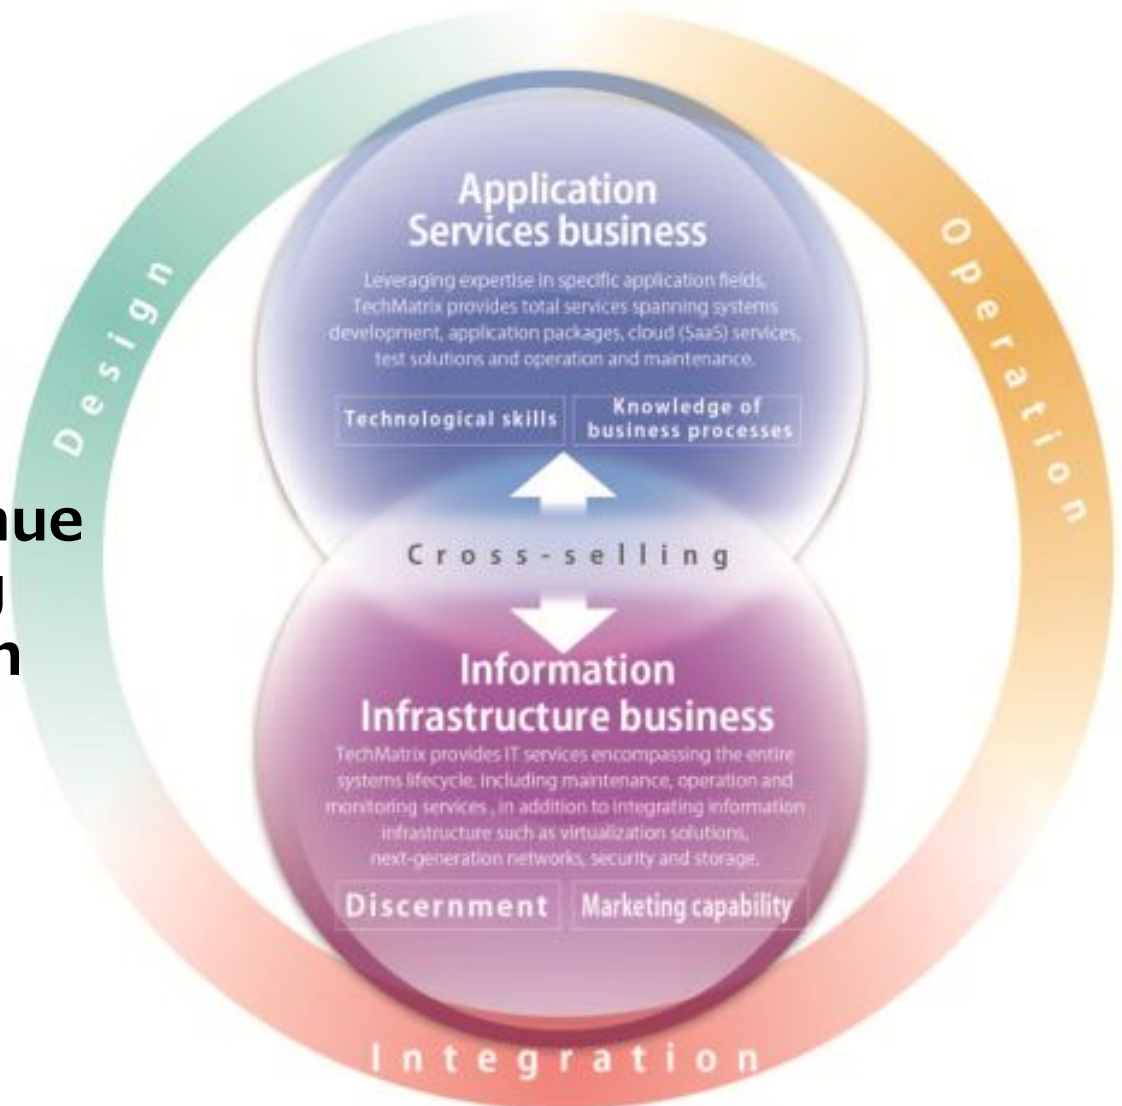 Application
Services business
Leveraging expertise in specific application fields,
TechMatrix provides total services spanning systems
development, application packages, cloud (SaaS) services,
test solutions and operation and maintenance.
Technological skills
Knowledge of
business processes
Design
Operation
nue
g
n
Cross-selling
Information
Infrastructure business
TechMatrix provides IT services encompassing the entire
systems lifecycle, including maintenance, operation and
monitoring services , in addition to integrating information
infrastructure such as virtualization solutions,
next-generation networks, security and storage.
Discernment
Marketing capability
Integration